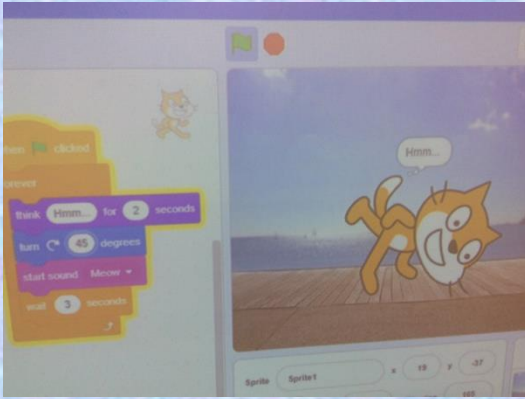 when clicked
forever
think Hmm... for 2 seconds
turn 45 degrees
start sound Meow
wait 3 seconds
Hmm...
Sprite Sprite1 x 19 y -37